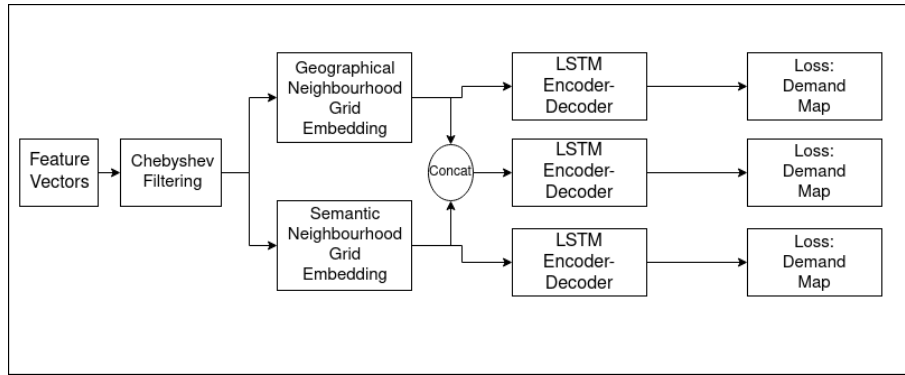 Feature
Vectors
Chebyshev
Filtering
Geographical
Neighbourhood
Grid
Embedding
Semantic
Neighbourhood
Grid
Embedding
Concat
LSTM
Encoder-
Decoder
Loss:
Demand
Map
LSTM
Encoder-
Decoder
Loss:
Demand
Map
LSTM
Encoder-
Decoder
Loss:
Demand
Map